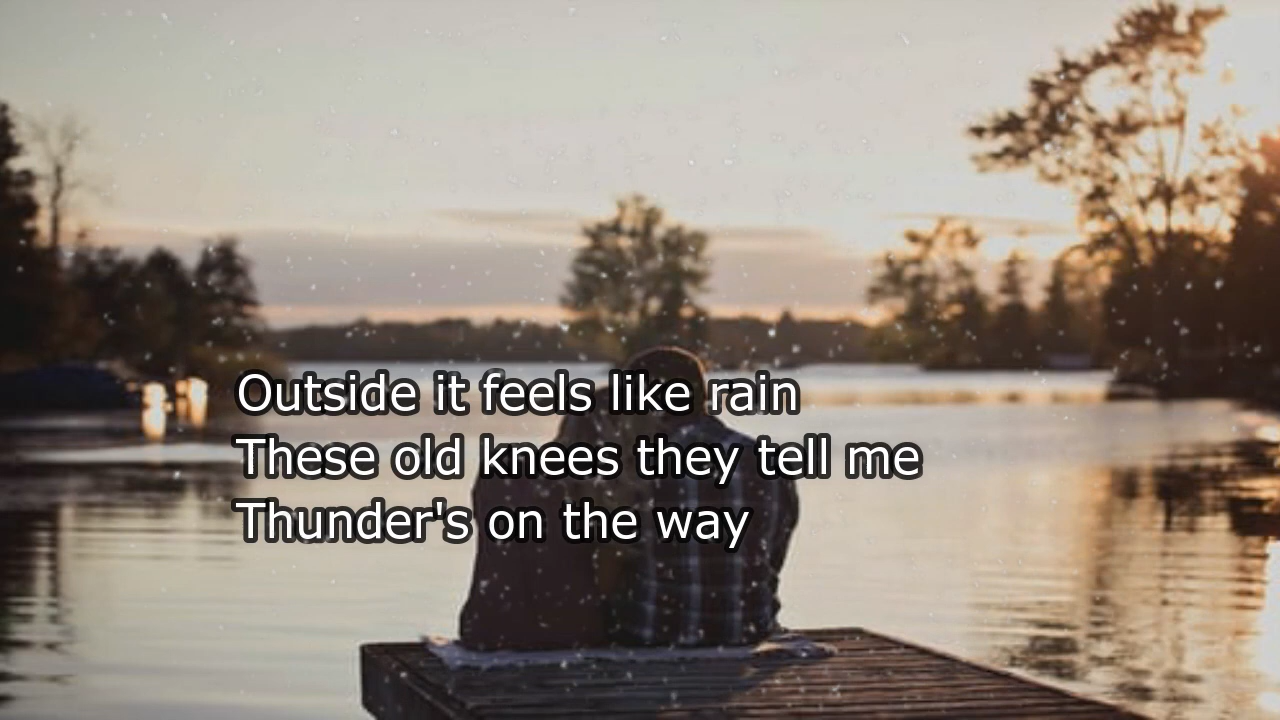 Outside it feels like rain
These old knees they tell me
Thunder's on the way